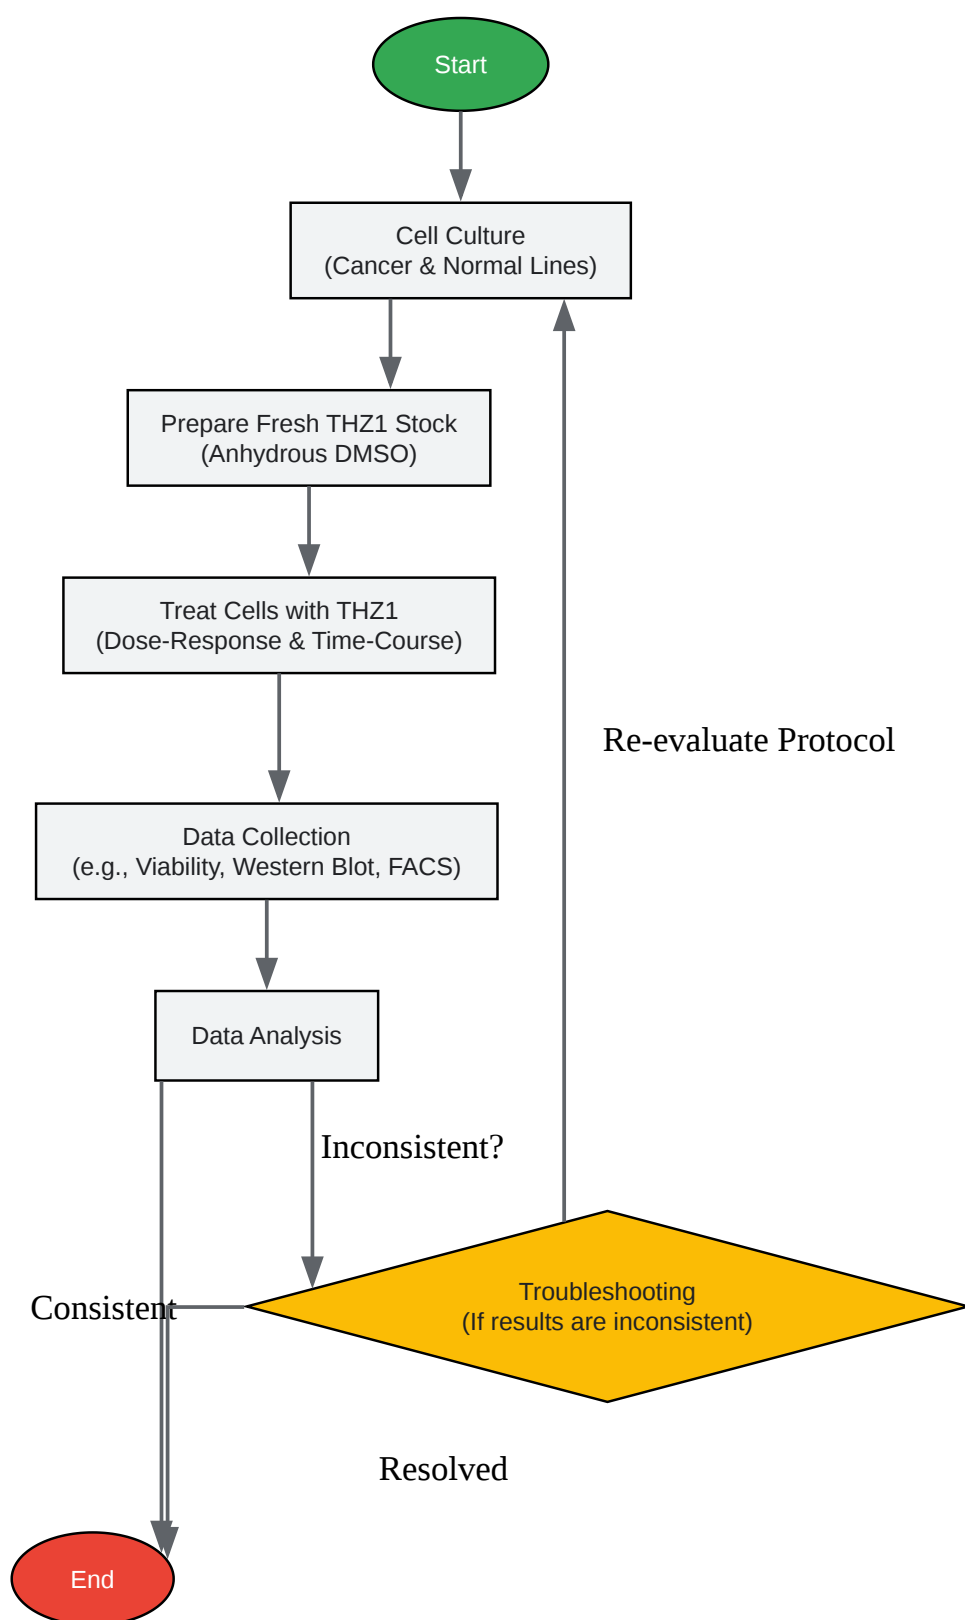 Start
Cell Culture
(Cancer & Normal Lines)
Prepare Fresh THZ1 Stock
(Anhydrous DMSO)
Treat Cells with THZ1
(Dose-Response & Time-Course)
Re-evaluate Protocol
Data Collection
(e.g., Viability, Western Blot, FACS)
Data Analysis
Inconsistent?
Troubleshooting
(If results are inconsistent)
Consistent
Resolved
End